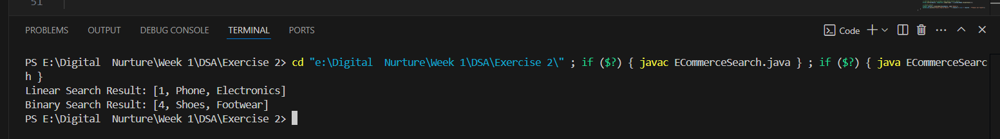 51
PROBLEMS OUTPUT DEBUG CONSOLE TERMINAL PORTS Code
PS E:\Digital  Nurture\Week 1\DSA\Exercise 2> cd "e:\Digital  Nurture\Week 1\DSA\Exercise 2\" ; if ($?) { javac ECommerceSearch.java } ; if ($?) { java ECommerceSearc
h }
Linear Search Result: [1, Phone, Electronics]
Binary Search Result: [4, Shoes, Footwear]
PS E:\Digital  Nurture\Week 1\DSA\Exercise 2>